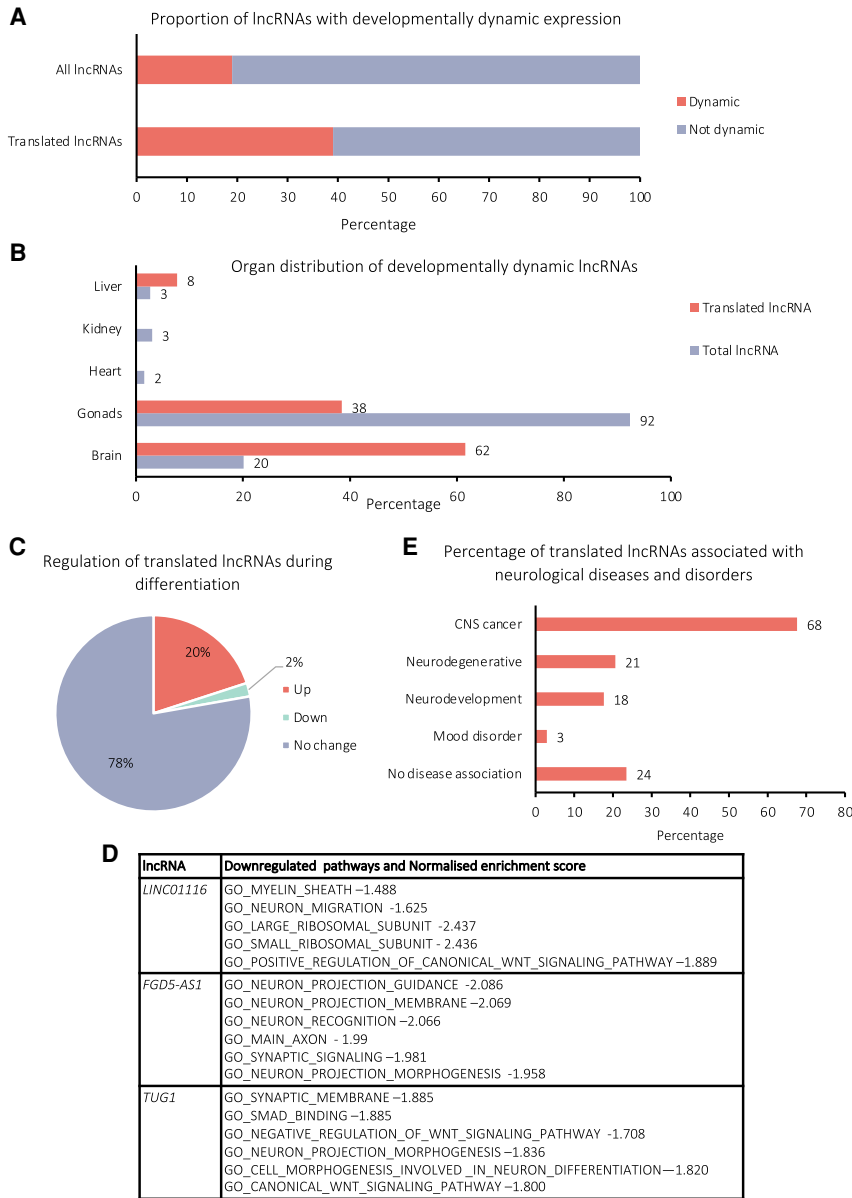 A
Proportion of lncRNAs with developmentally dynamic expression
All lncRNAs
Translated lncRNAs
Dynamic
Not dynamic
0 10 20 30 40 50 60 70 80 90 100
Percentage
B
Organ distribution of developmentally dynamic lncRNAs
Liver
8
3
Kidney
3
Heart
2
Gonads
38
92
Brain
62
20
Translated lncRNA
Total lncRNA
0 20 40 60 80 100
Percentage
C
Regulation of translated lncRNAs during
differentiation
20%
2%
78%
Up
Down
No change
E
Percentage of translated lncRNAs associated with
neurological diseases and disorders
CNS cancer 68
Neurodegenerative 21
Neurodevelopment 18
Mood disorder 3
No disease association 24
0 10 20 30 40 50 60 70 80
Percentage
D
lncRNA Downregulated pathways and Normalised enrichment score
LINC01116 GO_MYELIN_SHEATH –1.488
GO_NEURON_MIGRATION -1.625
GO_LARGE_RIBOSOMAL_SUBUNIT -2.437
GO_SMALL_RIBOSOMAL_SUBUNIT - 2.436
GO_POSITIVE_REGULATION_OF_CANONICAL_WNT_SIGNALING_PATHWAY –1.889
FGD5-AS1 GO_NEURON_PROJECTION_GUIDANCE -2.086
GO_NEURON_PROJECTION_MEMBRANE –2.069
GO_NEURON_RECOGNITION –2.066
GO_MAIN_AXON - 1.99
GO_SYNAPTIC_SIGNALING –1.981
GO_NEURON_PROJECTION_MORPHOGENESIS -1.958
TUG1 GO_SYNAPTIC_MEMBRANE –1.885
GO_SMAD_BINDING –1.885
GO_NEGATIVE_REGULATION_OF_WNT_SIGNALING_PATHWAY -1.708
GO_NEURON_PROJECTION_MORPHOGENESIS –1.836
GO_CELL_MORPHOGENESIS_INVOLVED _IN_NEURON_DIFFERENTIATION—1.820
GO_CANONICAL_WNT_SIGNALING_PATHWAY –1.800